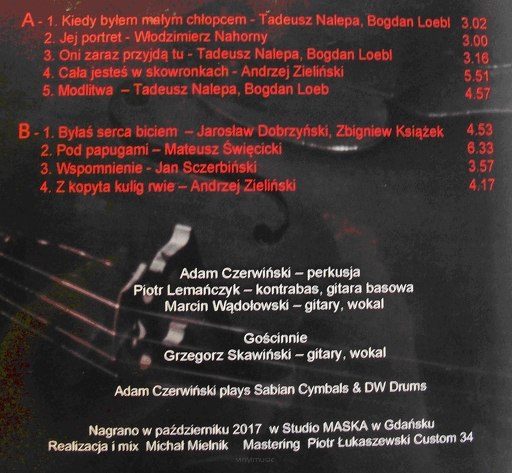 A - 1. Kiedy byłem małym chłopcem - Tadeusz Nalepa, Bogdan Loebl 3.02
2. Jej portret - Włodzimierz Nahorny 3.00
3. Oni zaraz przyjdą tu - Tadeusz Nalepa, Bogdan Loebl 3.16
4. Cała jesteś w skowronkach - Andrzej Zieliński 5.51
5. Modlitwa – Tadeusz Nalepa, Bogdan Loeb 4.57
B - 1. Byłaś serca biciem – Jarosław Dobrzyński, Zbigniew Książek 4.53
2. Pod papugami – Mateusz Święcicki 6.33
3. Wspomnienie - Jan Sczerbiński 3.57
4. Z kopyta kulig rwie – Andrzej Zieliński 4.17
Adam Czerwiński – perkusja
Piotr Lemańczyk – kontrabas, gitara basowa
Marcin Wądołowski – gitary, wokal
Gościnnie
Grzegorz Skawiński – gitary, wokal
Adam Czerwiński plays Sabian Cymbals & DW Drums
Nagrano w październiku 2017 w Studio MASKA w Gdańsku
Realizacja i mix Michał Mielnik Mastering Piotr Łukaszewski Custom 34